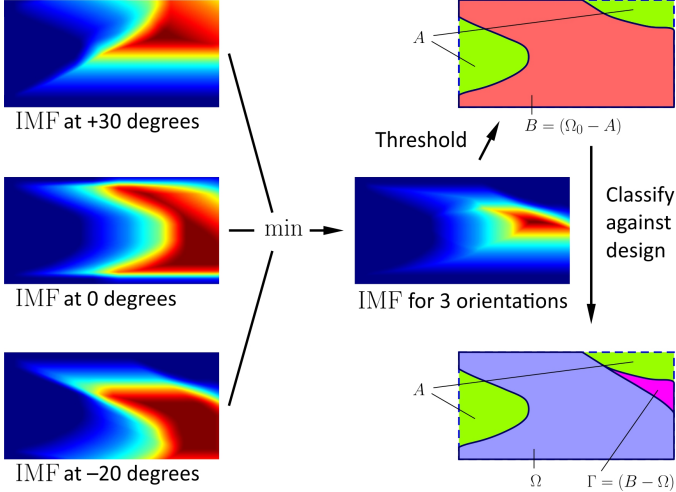 A
IMF at +30 degrees
B = (Ω₀ − A)
Threshold
min
Classify
against
design
IMF at 0 degrees
IMF for 3 orientations
A
IMF at −20 degrees
Ω
Γ = (B − Ω)